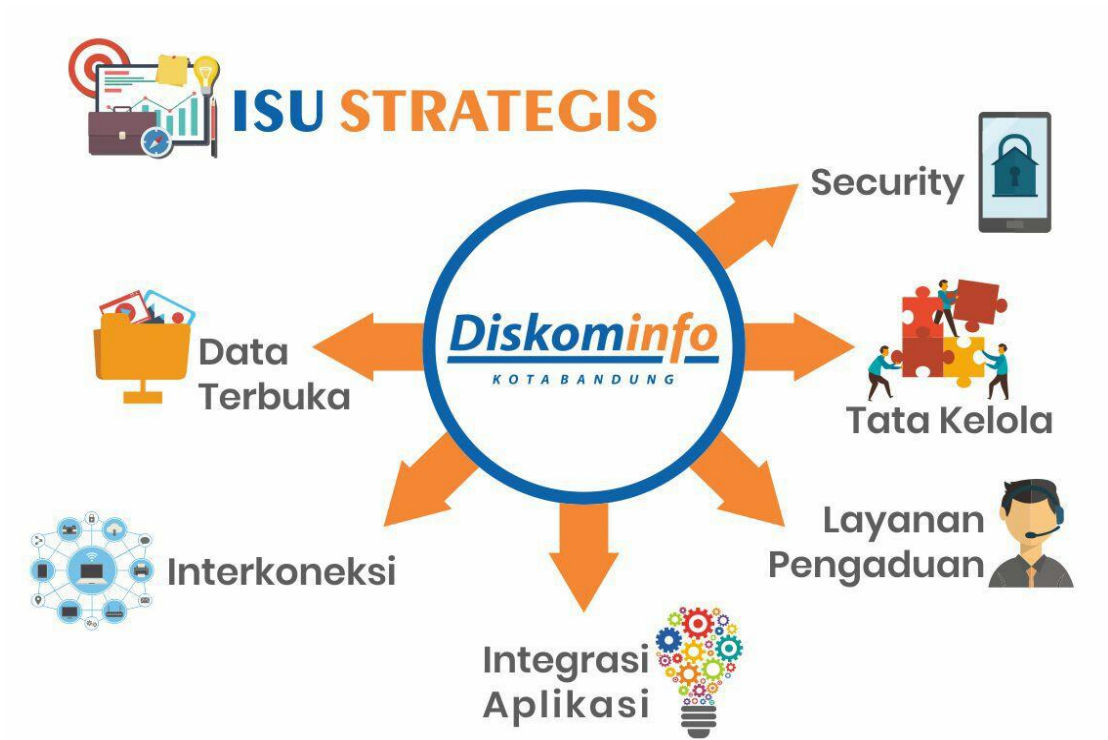 ISU STRATEGIS
Security
Diskominfo
KOTA BANDUNG
Data
Terbuka
Tata Kelola
Layanan
Pengaduan
Interkoneksi
Integrasi
Aplikasi